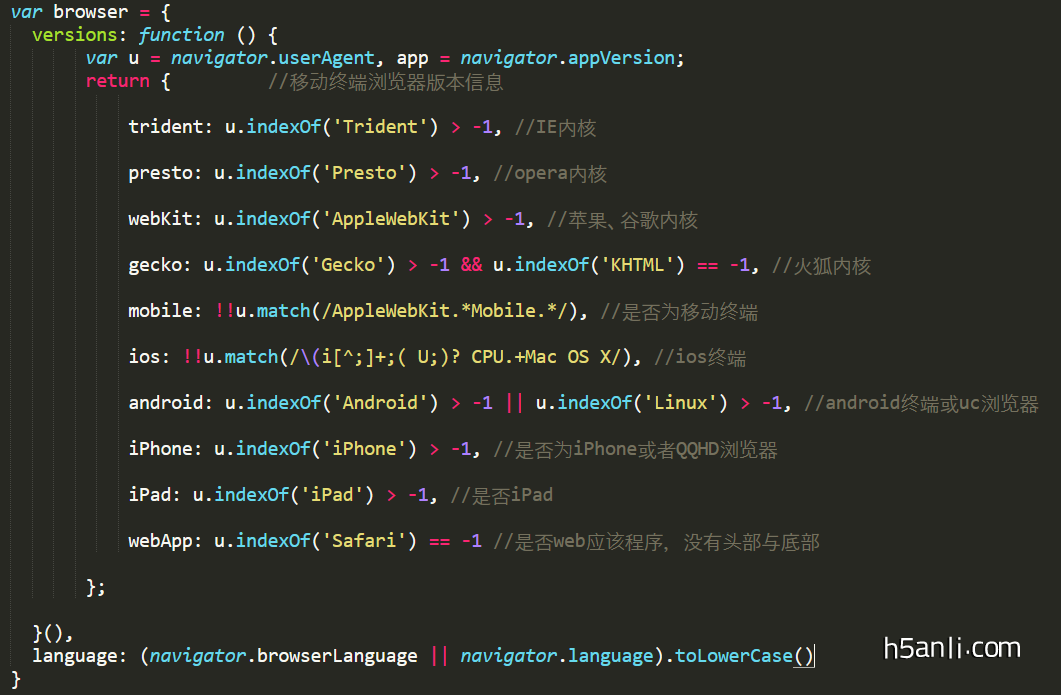 var browser = {
versions: function () {
var u = navigator.userAgent, app = navigator.appVersion;
return { //移动终端浏览器版本信息
trident: u.indexOf('Trident') > -1, //IE内核
presto: u.indexOf('Presto') > -1, //opera内核
webKit: u.indexOf('AppleWebKit') > -1, //苹果、谷歌内核
gecko: u.indexOf('Gecko') > -1 && u.indexOf('KHTML') == -1, //火狐内核
mobile: !!u.match(/AppleWebKit.*Mobile.*/), //是否为移动终端
ios: !!u.match(/\(i[^;]+;( U;)? CPU.+Mac OS X/), //ios终端
android: u.indexOf('Android') > -1 || u.indexOf('Linux') > -1, //android终端或uc浏览器
iPhone: u.indexOf('iPhone') > -1, //是否为iPhone或者QQHD浏览器
iPad: u.indexOf('iPad') > -1, //是否iPad
webApp: u.indexOf('Safari') == -1 //是否web应该程序，没有头部与底部
};
}(),
language: (navigator.browserLanguage || navigator.language).toLowerCase()
}
h5anli.com